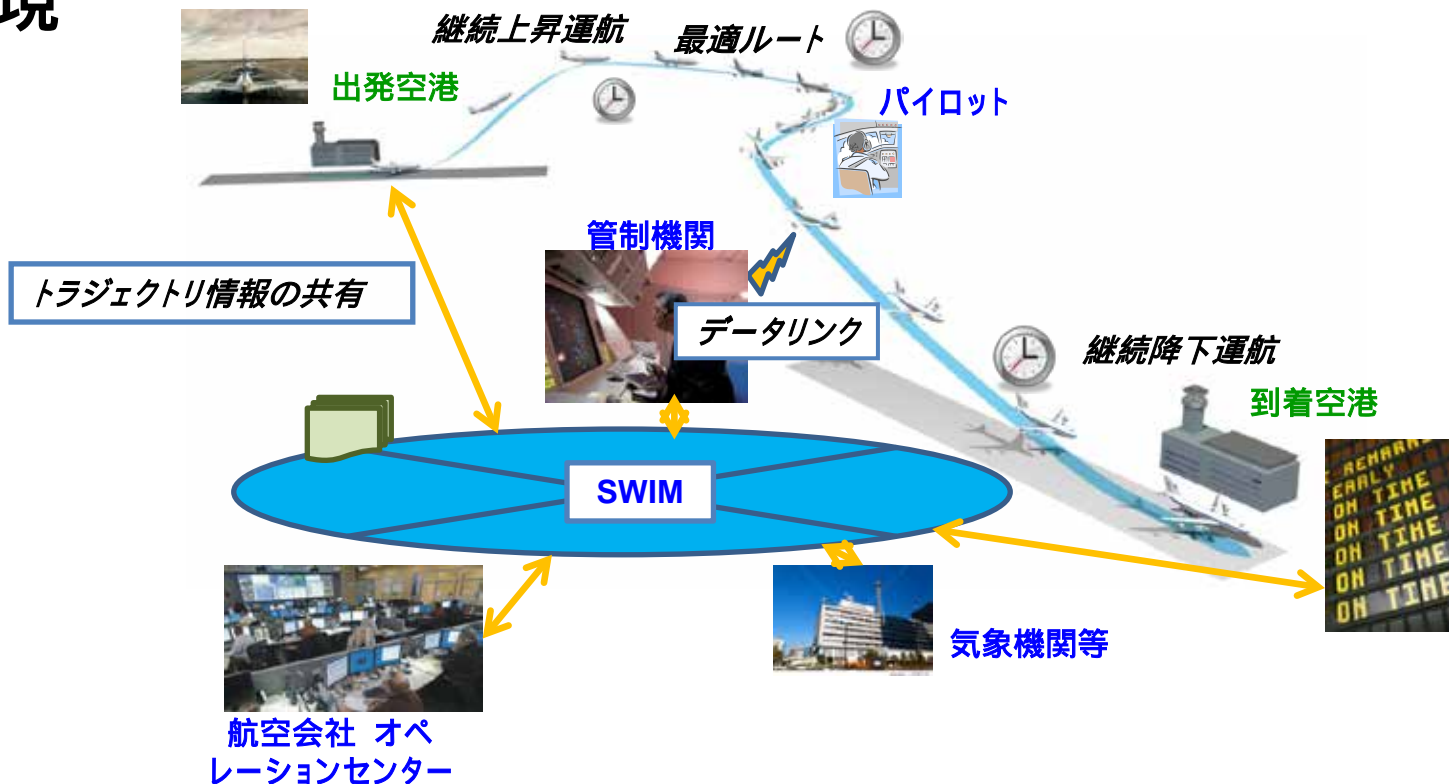 現
継続上昇運航
最適ルート
出発空港
パイロット
管制機関
トラジェクトリ情報の共有
データリンク
継続降下運航
到着空港
SWIM
REMARK
EARLY
ON TIME
ON TIME
ON TIME
ON TIME
ON TIME
気象機関等
航空会社 オペ
レーションセンター